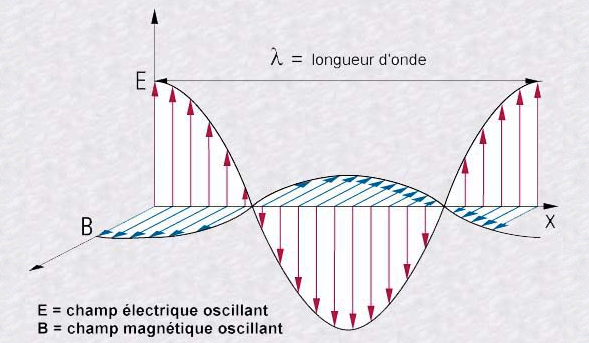 λ = longueur d'onde
E
B
X
E = champ électrique oscillant
B = champ magnétique oscillant